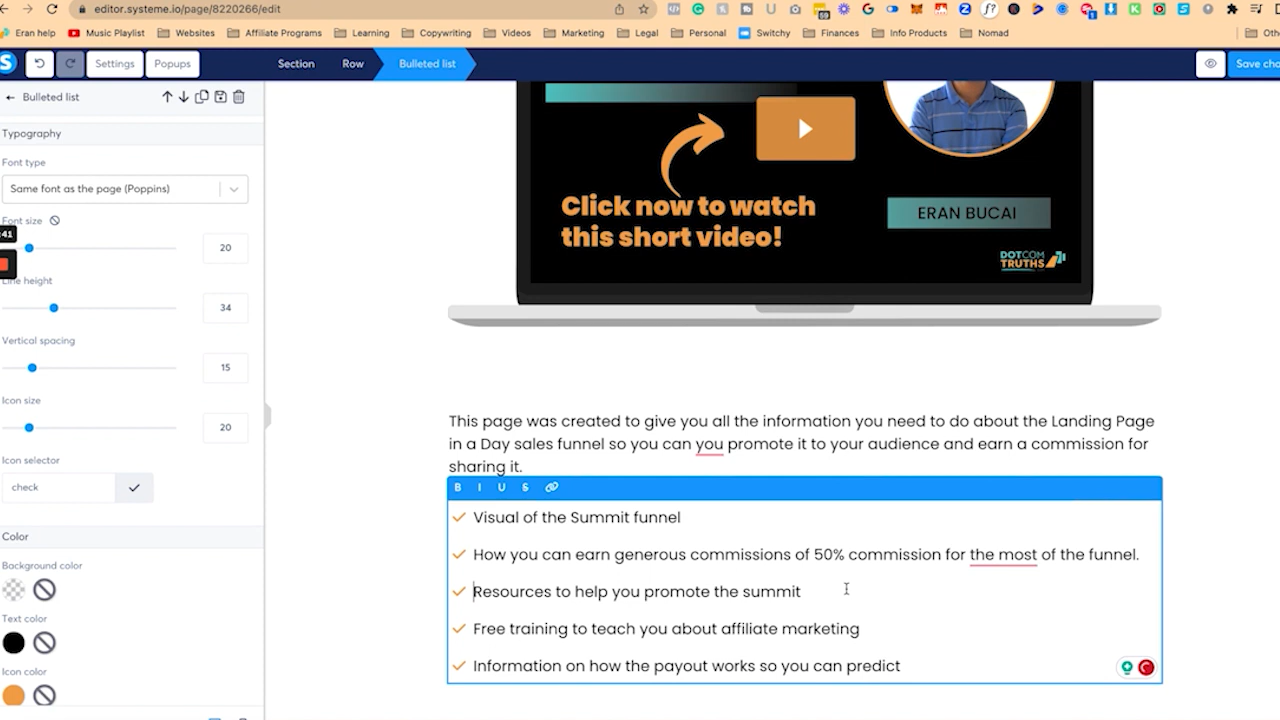 editor.systeme.io/page/8220266/edit
59
f?
1
Eran help
Music Playlist
Websites
Affiliate Programs
Learning
Copywriting
Videos
Marketing
Legal
Personal
Switchy
Finances
Info Products
Nomad
Oth
S
Settings
Popups
Section
Row
Bulleted list
Save cha
Bulleted list
Typography
Font type
Same font as the page (Poppins)
Font size
:41
20
Line height
34
Vertical spacing
15
Icon size
20
Icon selector
check
Color
Background color
Text color
Icon color
Click now to watch
this short video!
ERAN BUCAI
DOTCOM
TRUTHS
This page was created to give you all the information you need to do about the Landing Page
in a Day sales funnel so you can you promote it to your audience and earn a commission for
sharing it.
B I U S
Visual of the Summit funnel
How you can earn generous commissions of 50% commission for the most of the funnel.
Resources to help you promote the summit
Free training to teach you about affiliate marketing
Information on how the payout works so you can predict